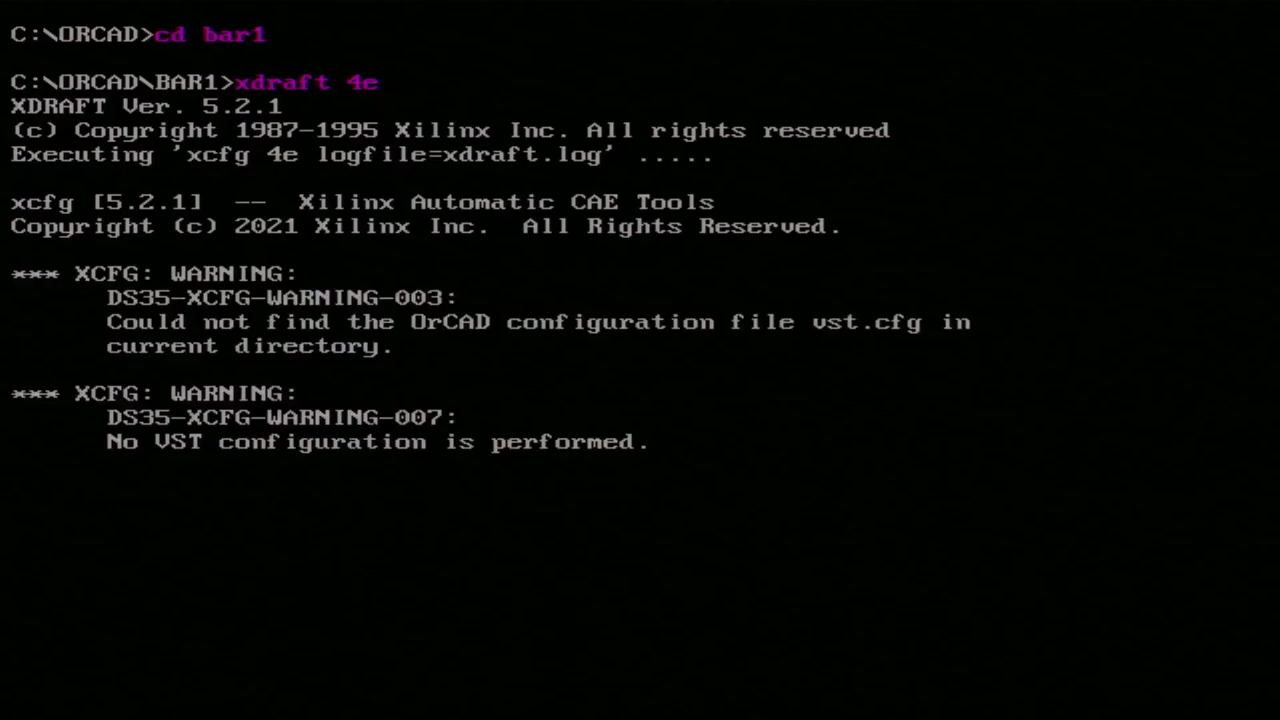 C:\ORCAD>cd bar1
C:\ORCAD\BAR1>xdraft 4e
XDRAFT Ver. 5.2.1
(c) Copyright 1987-1995 Xilinx Inc. All rights reserved
Executing 'xcfg 4e logfile=xdraft.log' .....
xcfg [5.2.1]  --  Xilinx Automatic CAE Tools
Copyright (c) 2021 Xilinx Inc.  All Rights Reserved.
*** XCFG: WARNING:
DS35-XCFG-WARNING-003:
Could not find the OrCAD configuration file vst.cfg in
current directory.
*** XCFG: WARNING:
DS35-XCFG-WARNING-007:
No VST configuration is performed.